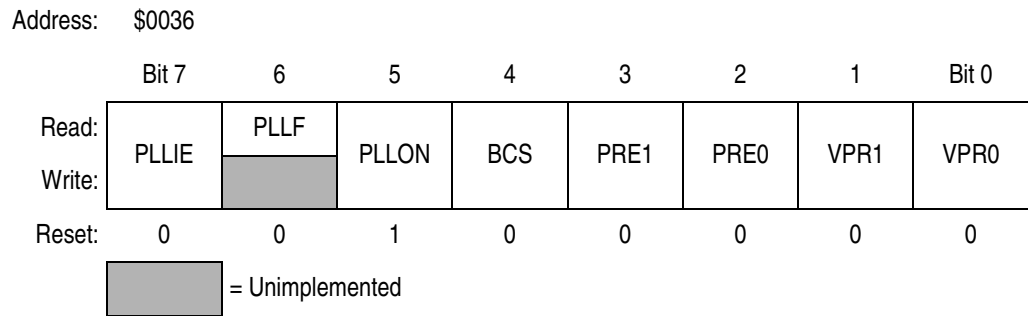 Address: $0036
Bit 7 6 5 4 3 2 1 Bit 0
Read: PLLIE PLLF PLLON BCS PRE1 PRE0 VPR1 VPR0
Write:
Reset: 0 0 1 0 0 0 0 0
= Unimplemented